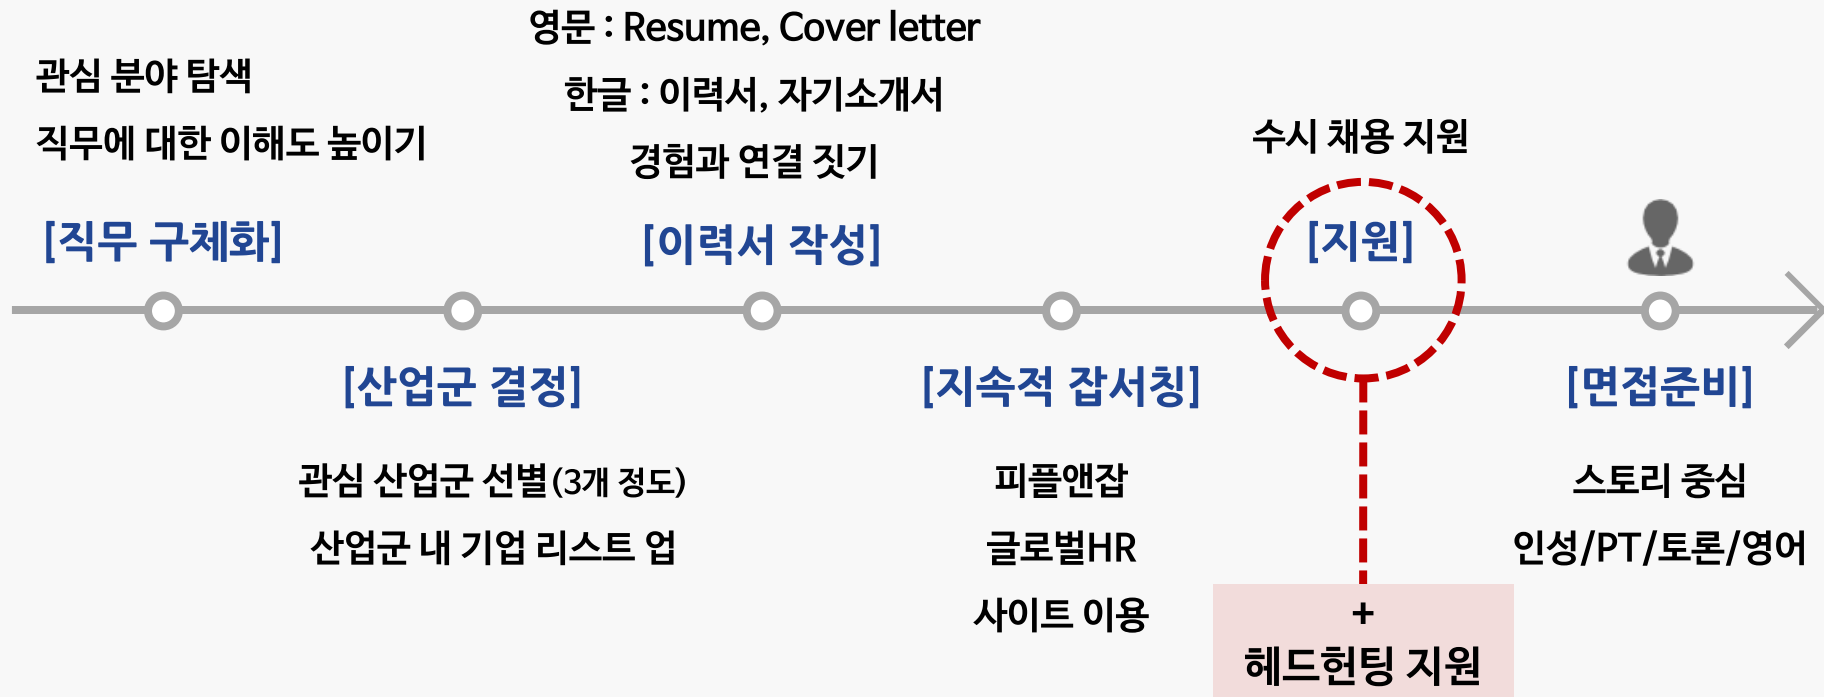 관심 분야 탐색
직무에 대한 이해도 높이기
[직무 구체화]
[산업군 결정]
관심 산업군 선별(3개 정도)
산업군 내 기업 리스트 업
영문 : Resume, Cover letter
한글 : 이력서, 자기소개서
경험과 연결 짓기
[이력서 작성]
[지속적 잡서칭]
피플앤잡
글로벌HR
사이트 이용
수시 채용 지원
[지원]
+
헤드헌팅 지원
[면접준비]
스토리 중심
인성/PT/토론/영어